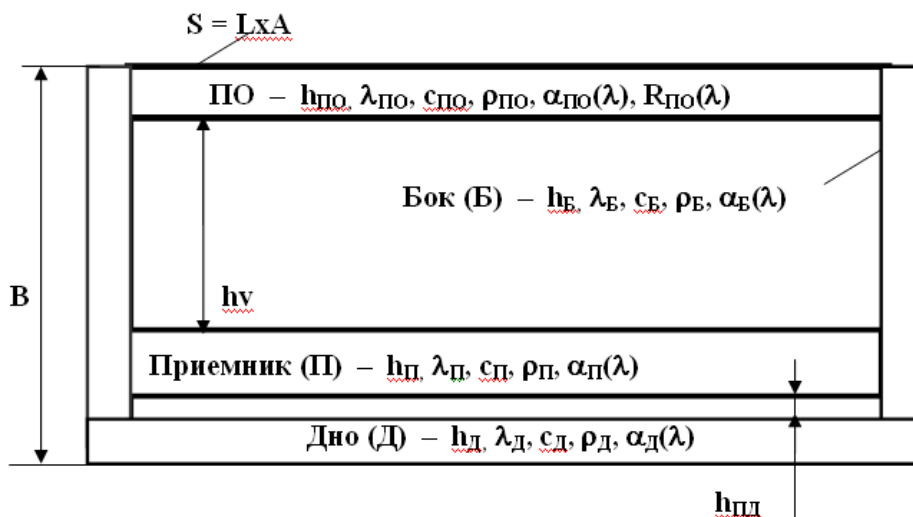 S = LxA
ПО – hПО, λПО, cПО, ρПО, αПО(λ), RПО(λ)
Бок (Б) – hБ, λБ, cБ, ρБ, αБ(λ)
B
hv
Приемник (П) – hП, λП, cП, ρП, αП(λ)
Дно (Д) – hД, λД, cД, ρД, αД(λ)
hПД